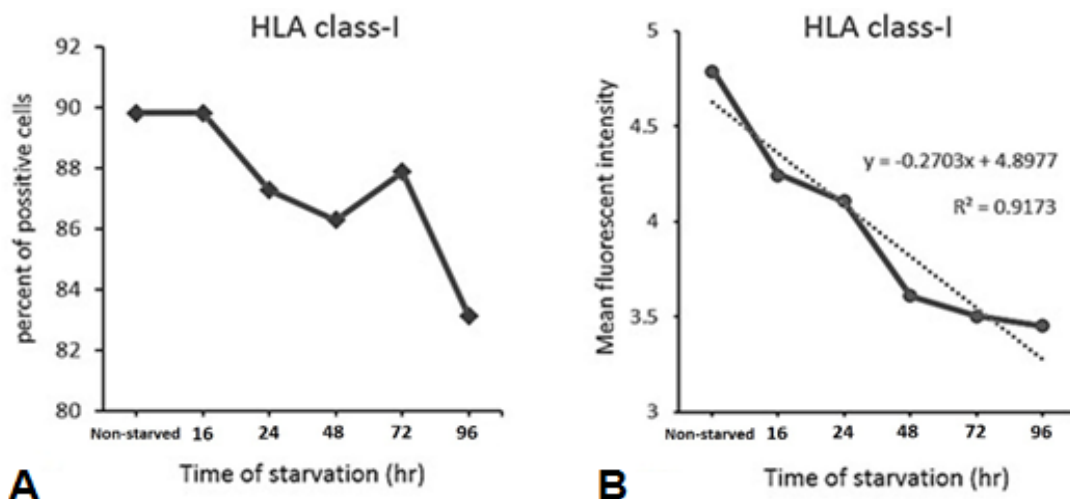 HLA class-I
percent of possitive cells
92
90
88
86
84
82
80
Non-starved 16 24 48 72 96
Time of starvation (hr)
A
HLA class-I
Mean fluorescent intensity
5
4.5
4
3.5
3
y = -0.2703x + 4.8977
R² = 0.9173
Non-starved 16 24 48 72 96
Time of starvation (hr)
B